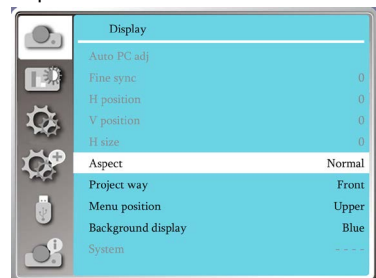 Display
Auto PC adj
Fine sync 0
H position 0
V position 0
H size 0
Aspect Normal
Project way Front
Menu position Upper
Background display Blue
System - - - -